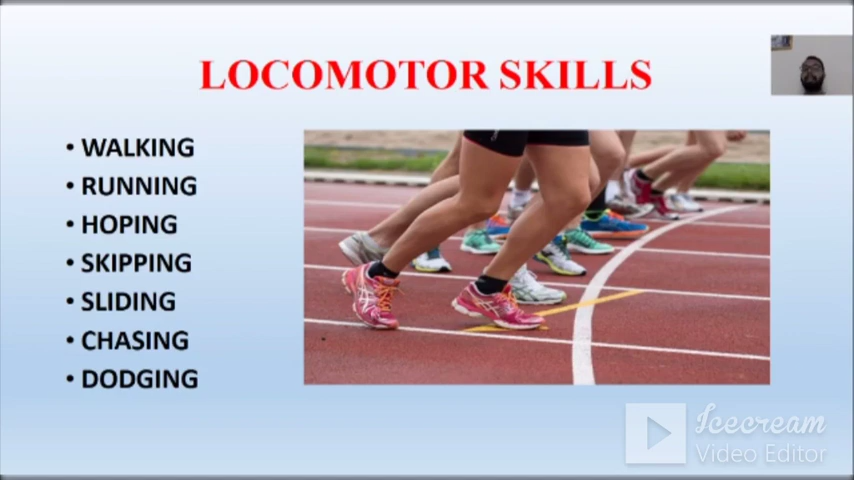 LOCOMOTOR SKILLS
• WALKING
• RUNNING
• HOPING
• SKIPPING
• SLIDING
• CHASING
• DODGING
Icecream
Video Editor